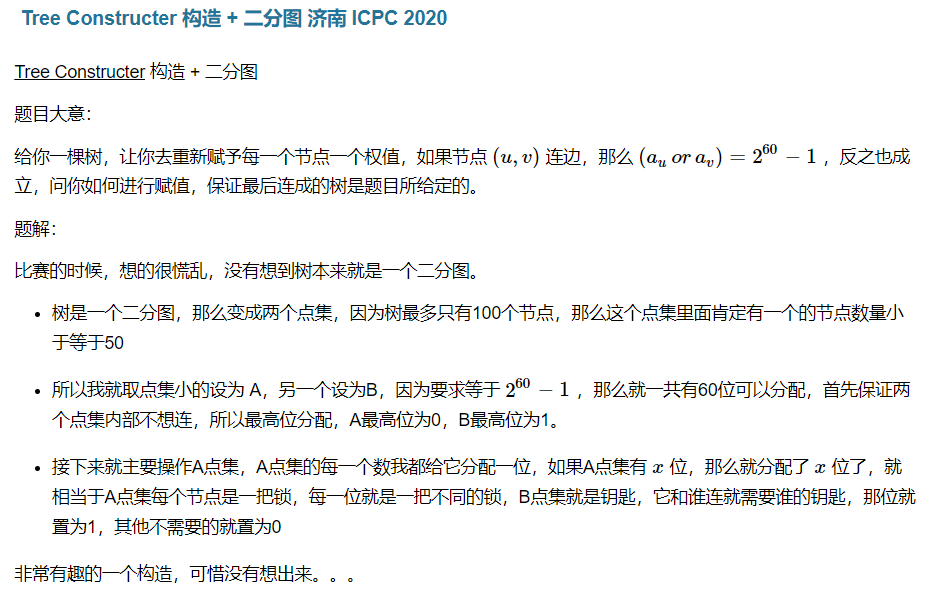 Tree Constructer 构造 + 二分图 济南 ICPC 2020
Tree Constructer 构造 + 二分图
题目大意：
给你一棵树，让你去重新赋予每一个节点一个权值，如果节点 (u, v) 连边，那么 (a_u or a_v) = 2^{60} − 1 ，反之也成
立，问你如何进行赋值，保证最后连成的树是题目所给定的。
题解：
比赛的时候，想的很慌乱，没有想到树本来就是一个二分图。
• 树是一个二分图，那么变成两个点集，因为树最多只有100个节点，那么这个点集里面肯定有一个的节点数量小
于等于50
• 所以我就取点集小的设为 A，另一个设为B，因为要求等于 2^{60} − 1 ，那么就一共有60位可以分配，首先保证两
个点集内部不想连，所以最高位分配，A最高位为0，B最高位为1。
• 接下来就主要操作A点集，A点集的每一个数我都给它分配一位，如果A点集有 x 位，那么就分配了 x 位了，就
相当于A点集每个节点是一把锁，每一位就是一把不同的锁，B点集就是钥匙，它和谁连就需要谁的钥匙，那位就
置为1，其他不需要的就置为0
非常有趣的一个构造，可惜没有想出来。。。